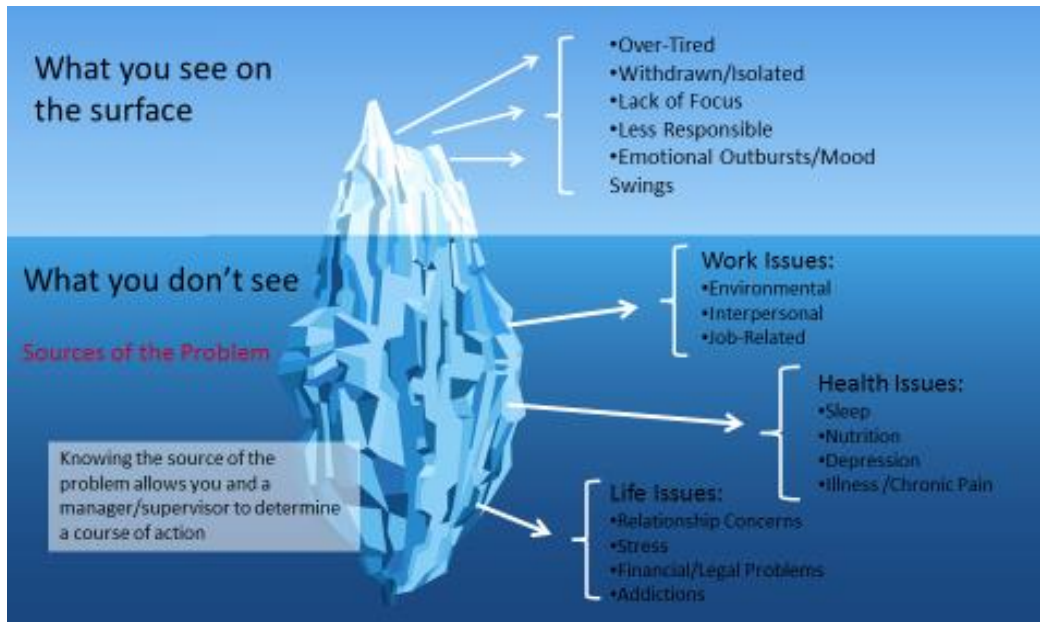 What you see on
the surface
•Over-Tired
•Withdrawn/Isolated
•Lack of Focus
•Less Responsible
•Emotional Outbursts/Mood
Swings
What you don't see
Sources of the Problem
Knowing the source of the
problem allows you and a
manager/supervisor to determine
a course of action
Work Issues:
•Environmental
•Interpersonal
•Job-Related
Health Issues:
•Sleep
•Nutrition
•Depression
•Illness/Chronic Pain
Life Issues:
•Relationship Concerns
•Stress
•Financial/Legal Problems
•Addictions